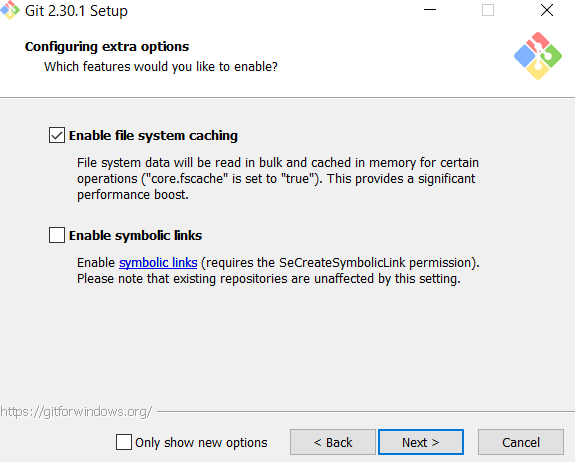 Git 2.30.1 Setup
Configuring extra options
Which features would you like to enable?
Enable file system caching
File system data will be read in bulk and cached in memory for certain
operations ("core.fscache" is set to "true"). This provides a significant
performance boost.
Enable symbolic links
Enable symbolic links (requires the SeCreateSymbolicLink permission).
Please note that existing repositories are unaffected by this setting.
https://gitforwindows.org/
Only show new options
< Back
Next >
Cancel